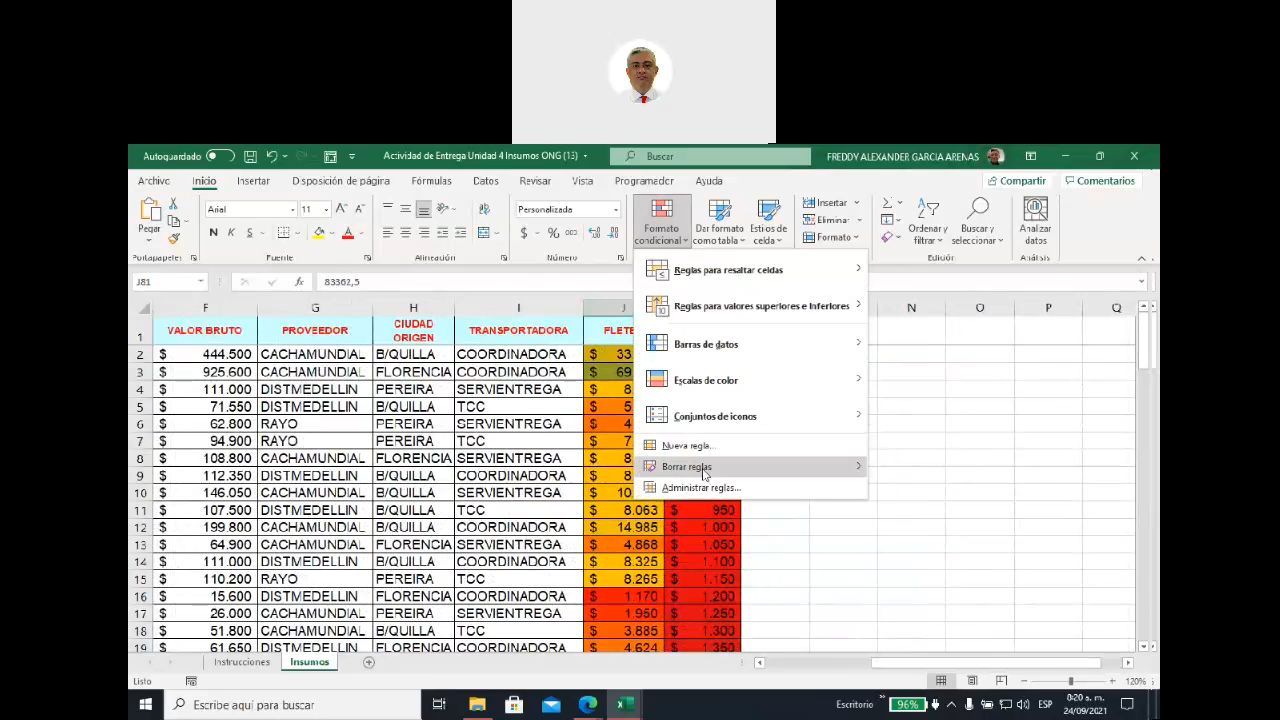 Autoguardado
Actividad de Entrega Unidad 4 Insumos ONG (13)
Buscar
FREDDY ALEXANDER GARCIA ARENAS
Archivo Inicio Insertar Disposición de página Fórmulas Datos Revisar Vista Programador Ayuda Compartir Comentarios
Pegar
Arial 11
N K S
Personalizada
$ % 000
Formato condicional
Dar formato como tabla
Estilos de celda
Insertar
Eliminar
Formato
Ordenar y filtrar
Buscar y seleccionar
Analizar datos
Portapapeles Fuente Alineación Número Edición Análisis
J81 fx 83362,5
Reglas para resaltar celdas
Reglas para valores superiores e inferiores
Barras de datos
Escalas de color
Conjuntos de iconos
Nueva regla...
Borrar reglas
Administrar reglas...
F G H I J N O P Q
1 VALOR BRUTO PROVEEDOR CIUDAD ORIGEN TRANSPORTADORA FLETE
2 $ 444.500 CACHAMUNDIAL B/QUILLA COORDINADORA $ 33
3 $ 925.600 CACHAMUNDIAL FLORENCIA COORDINADORA $ 69
4 $ 111.000 DISTMEDELLIN PEREIRA SERVIENTREGA $ 8
5 $ 71.550 DISTMEDELLIN B/QUILLA TCC $ 5
6 $ 62.800 RAYO PEREIRA SERVIENTREGA $ 4
7 $ 94.900 RAYO PEREIRA TCC $ 7
8 $ 108.800 CACHAMUNDIAL FLORENCIA SERVIENTREGA $ 8
9 $ 112.350 DISTMEDELLIN B/QUILLA COORDINADORA $ 8
10 $ 146.050 DISTMEDELLIN B/QUILLA SERVIENTREGA $ 10
11 $ 107.500 DISTMEDELLIN B/QUILLA TCC $ 8.063 $ 950
12 $ 199.800 CACHAMUNDIAL B/QUILLA COORDINADORA $ 14.985 $ 1.000
13 $ 64.900 CACHAMUNDIAL FLORENCIA SERVIENTREGA $ 4.868 $ 1.050
14 $ 111.000 DISTMEDELLIN B/QUILLA COORDINADORA $ 8.325 $ 1.100
15 $ 110.200 RAYO PEREIRA TCC $ 8.265 $ 1.150
16 $ 15.600 DISTMEDELLIN FLORENCIA COORDINADORA $ 1.170 $ 1.200
17 $ 26.000 CACHAMUNDIAL PEREIRA SERVIENTREGA $ 1.950 $ 1.250
18 $ 51.800 CACHAMUNDIAL B/QUILLA TCC $ 3.885 $ 1.300
19 $ 61.650 CACHAMUNDIAL FLORENCIA COORDINADORA $ 4.624 $ 1.350
Instrucciones Insumos
Listo 120%
Escribe aquí para buscar
Escritorio 96% ESP
8:20 a. m.
24/09/2021